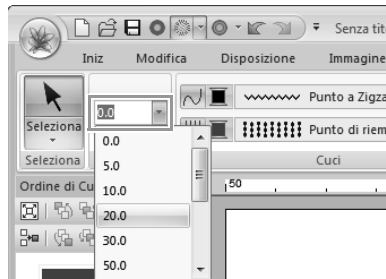 Senza tit
Iniz Modifica Disposizione Immagine
0.0
Punto a Zigza
Seleziona
Punto di riem
0.0
Seleziona
Cuci
5.0
Ordine di Cu
50
10.0
20.0
30.0
50.0